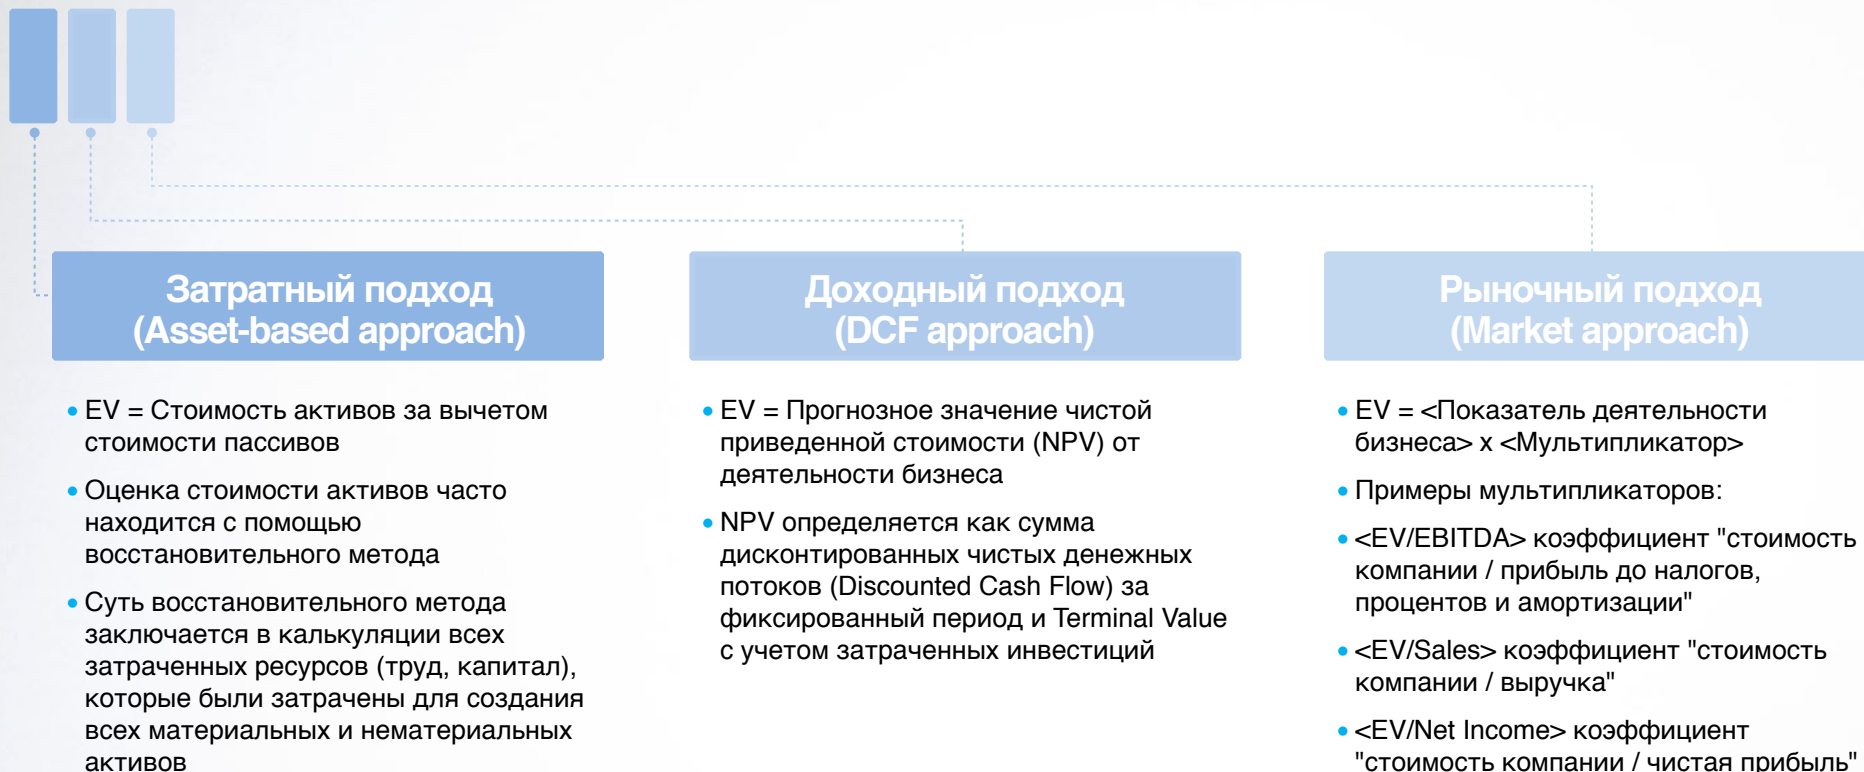 Затратный подход
(Asset-based approach)
• EV = Стоимость активов за вычетом
стоимости пассивов
• Оценка стоимости активов часто
находится с помощью
восстановительного метода
• Суть восстановительного метода
заключается в калькуляции всех
затраченных ресурсов (труд, капитал),
которые были затрачены для создания
всех материальных и нематериальных
активов
Доходный подход
(DCF approach)
• EV = Прогнозное значение чистой
приведенной стоимости (NPV) от
деятельности бизнеса
• NPV определяется как сумма
дисконтированных чистых денежных
потоков (Discounted Cash Flow) за
фиксированный период и Terminal Value
с учетом затраченных инвестиций
Рыночный подход
(Market approach)
• EV = <Показатель деятельности
бизнеса> x <Мультипликатор>
• Примеры мультипликаторов:
• <EV/EBITDA> коэффициент "стоимость
компании / прибыль до налогов,
процентов и амортизации"
• <EV/Sales> коэффициент "стоимость
компании / выручка"
• <EV/Net Income> коэффициент
"стоимость компании / чистая прибыль"